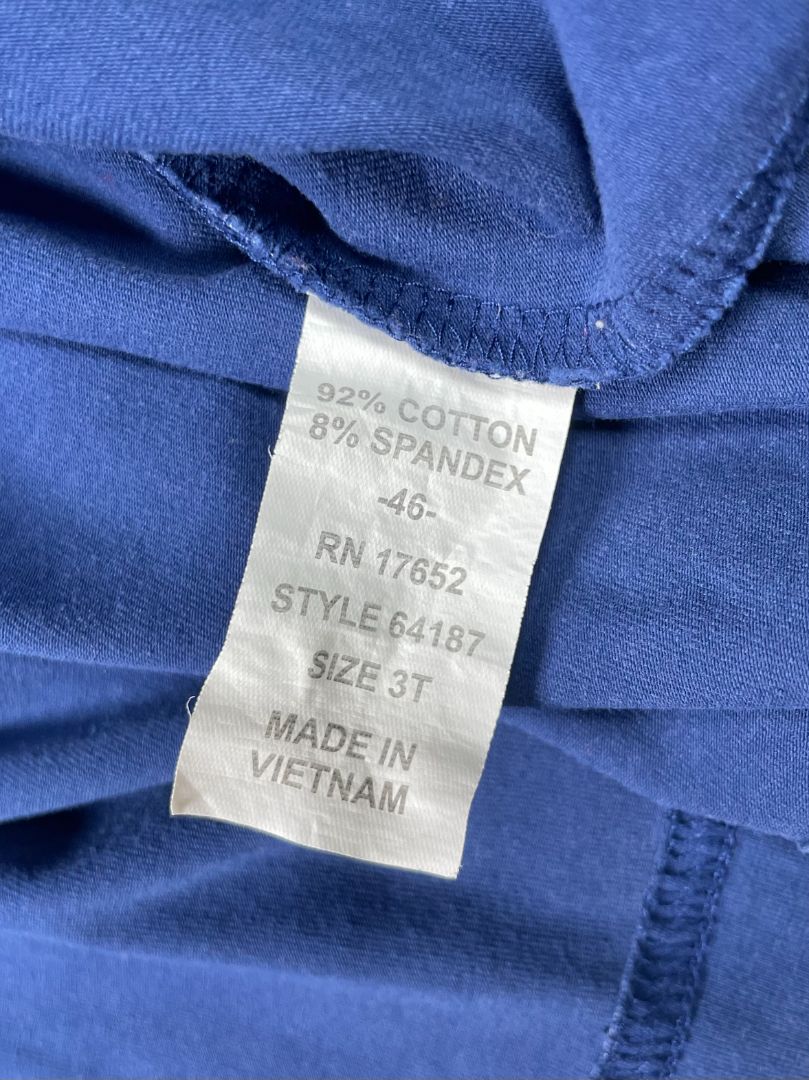 92% COTTON
8% SPANDEX
-46-
RN 17652
STYLE 64187
SIZE 3T
MADE IN
VIETNAM